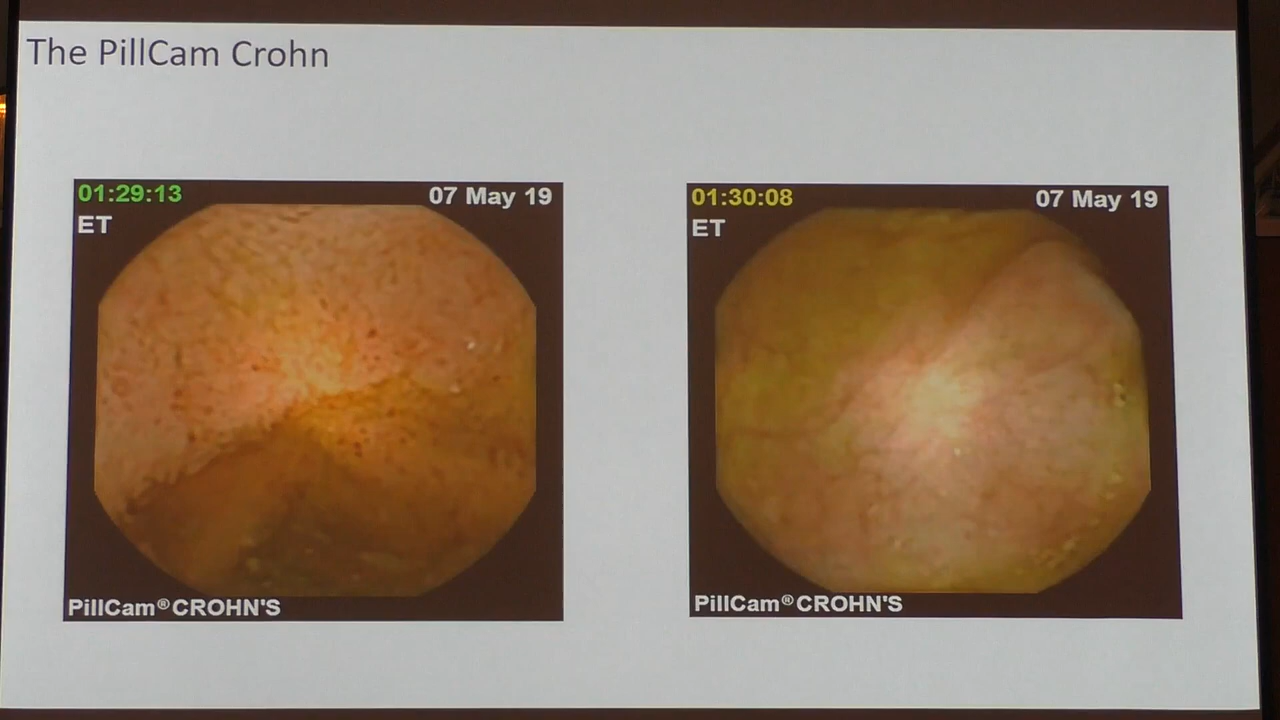 The PillCam Crohn
01:29:13 07 May 19
ET
PillCam®CROHN'S
01:30:08 07 May 19
ET
PillCam®CROHN'S